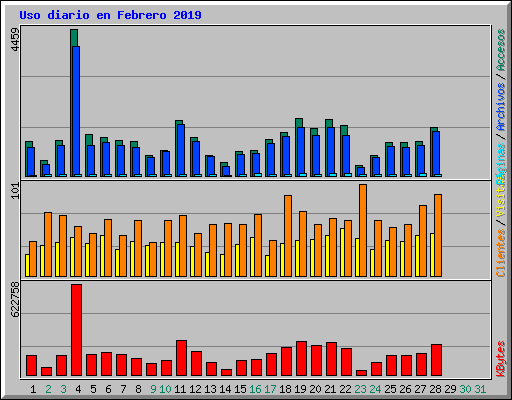 Uso diario en Febrero 2019
4459
101
622758
Accesos / Archivos / Páginas
Clientes / Visitas
KBytes
1 2 3 4 5 6 7 8 9 10 11 12 13 14 15 16 17 18 19 20 21 22 23 24 25 26 27 28 29 30 31